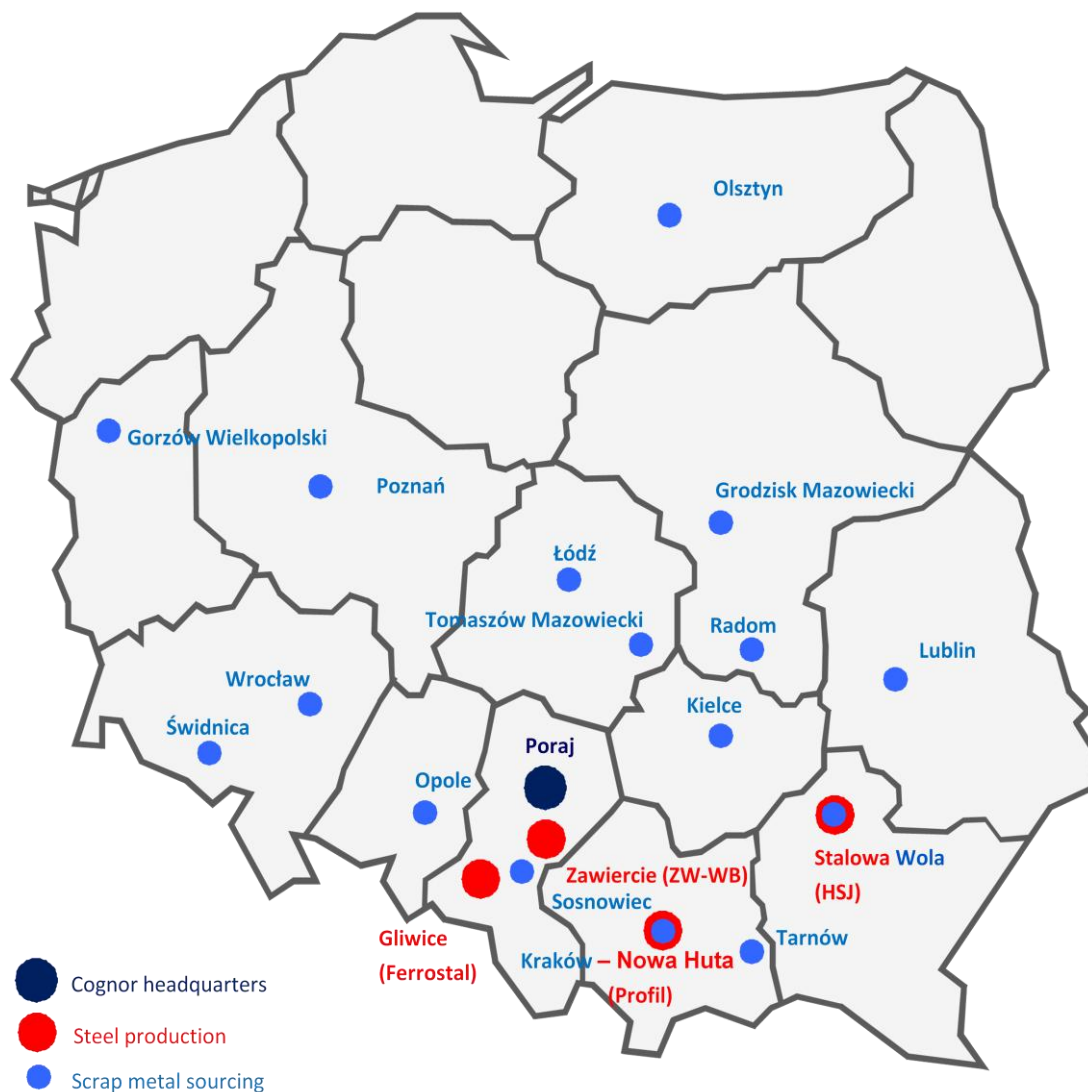 Olsztyn
Gorzów Wielkopolski
Poznań
Grodzisk Mazowiecki
Łódź
Tomaszów Mazowiecki
Radom
Lublin
Wrocław
Kielce
Świdnica
Poraj
Opole
Stalowa Wola
(HSJ)
Zawiercie (ZW-WB)
Sosnowiec
Gliwice
(Ferrostal)
Tarnów
Kraków – Nowa Huta
(Profil)
Cognor headquarters
Steel production
Scrap metal sourcing